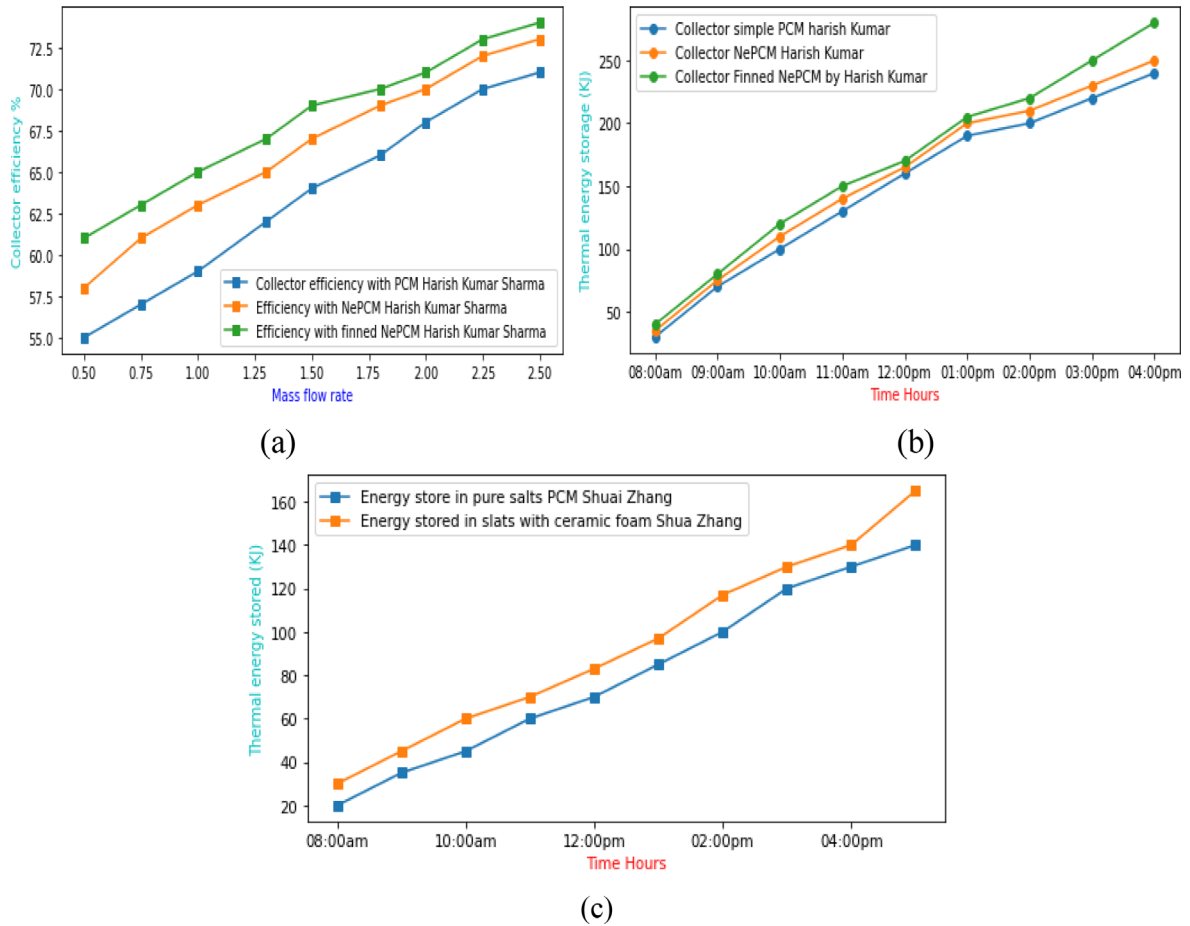 Collector efficiency %
72.5
70.0
67.5
65.0
62.5
60.0
57.5
55.0
Collector efficiency with PCM Harish Kumar Sharma
Efficiency with NePCM Harish Kumar Sharma
Efficiency with finned NePCM Harish Kumar Sharma
0.50 0.75 1.00 1.25 1.50 1.75 2.00 2.25 2.50
Mass flow rate
(a)
Thermal energy storage (KJ)
250
200
150
100
50
Collector simple PCM harish Kumar
Collector NePCM Harish Kumar
Collector Finned NePCM by Harish Kumar
08:00am 09:00am 10:00am 11:00am 12:00pm 01:00pm 02:00pm 03:00pm 04:00pm
Time Hours
(b)
Thermal energy stored (KJ)
160
140
120
100
80
60
40
20
Energy store in pure salts PCM Shuai Zhang
Energy stored in slats with ceramic foam Shua Zhang
08:00am 10:00am 12:00pm 02:00pm 04:00pm
Time Hours
(c)